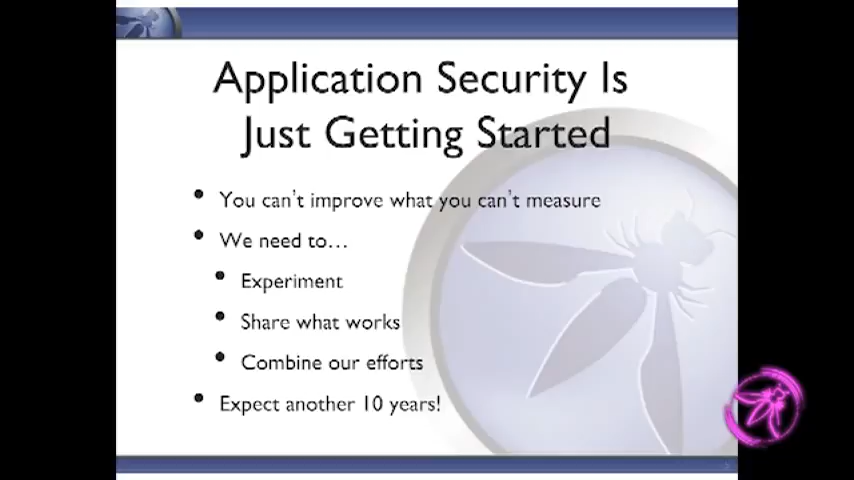 Application Security Is
Just Getting Started
• You can't improve what you can't measure
• We need to…
• Experiment
• Share what works
• Combine our efforts
• Expect another 10 years!